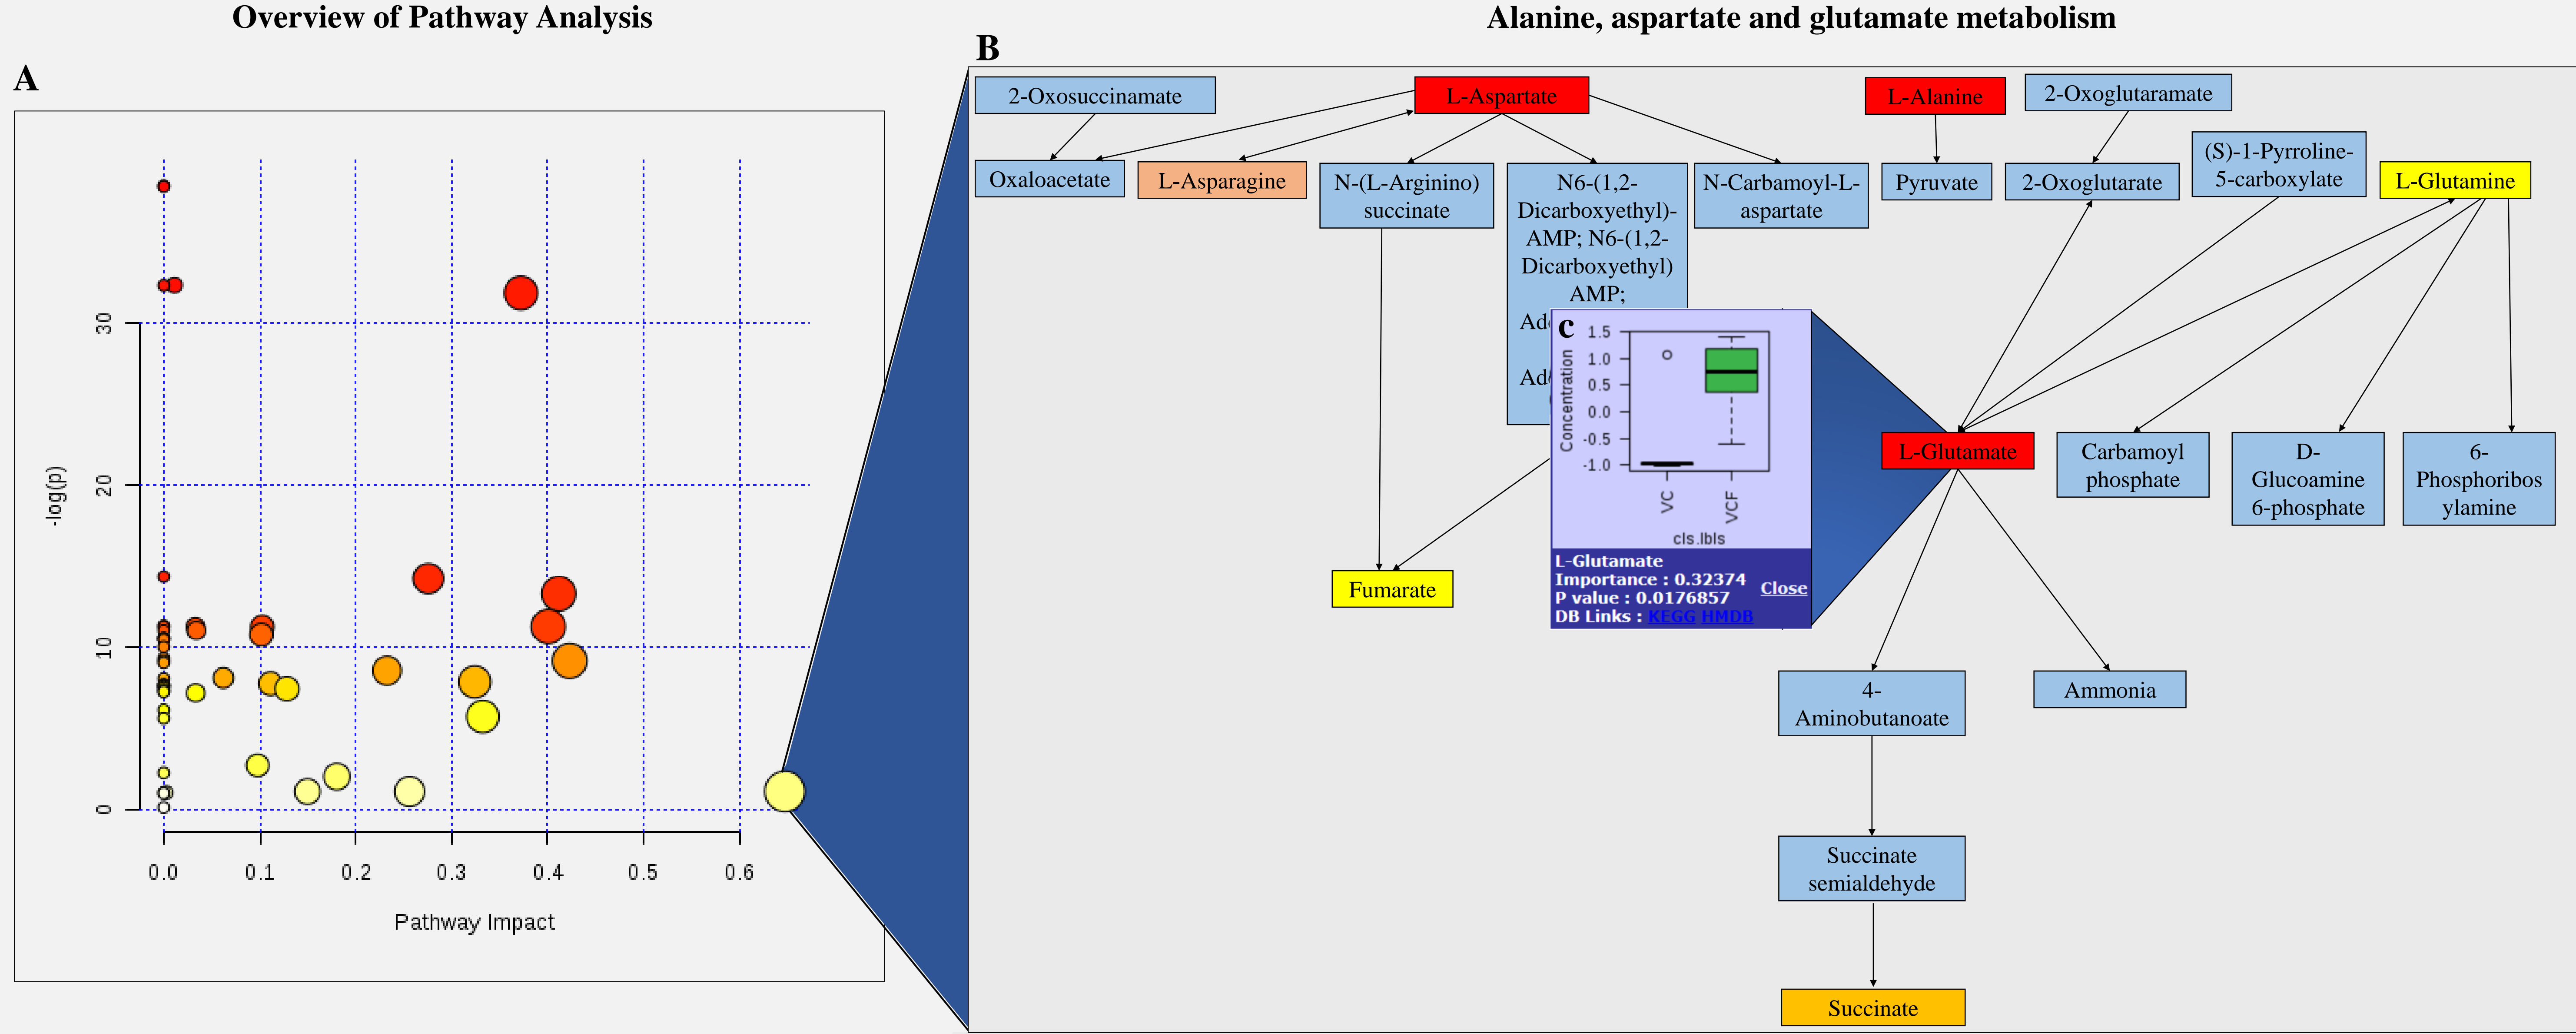 Overview of Pathway Analysis
Alanine, aspartate and glutamate metabolism
A
B
-log(p)
30
20
10
0
0.0
0.1
0.2
0.3
0.4
0.5
0.6
Pathway Impact
2-Oxosuccinamate
L-Aspartate
L-Alanine
2-Oxoglutaramate
Oxaloacetate
L-Asparagine
N-(L-Arginino)
succinate
N6-(1,2-
Dicarboxyethyl)-
AMP; N6-(1,2-
Dicarboxyethyl)
AMP;
N-Carbamoyl-L-
aspartate
Pyruvate
2-Oxoglutarate
(S)-1-Pyrroline-
5-carboxylate
L-Glutamine
c
Concentration
1.5
1.0
0.5
0.0
-0.5
-1.0
VC
VCF
cls.lbls
L-Glutamate
Importance : 0.32374
P value : 0.0176857
Close
DB Links : KEGG HMDB
L-Glutamate
Carbamoyl
phosphate
D-
Glucoamine
6-phosphate
6-
Phosphoribos
ylamine
Fumarate
4-
Aminobutanoate
Ammonia
Succinate
semialdehyde
Succinate